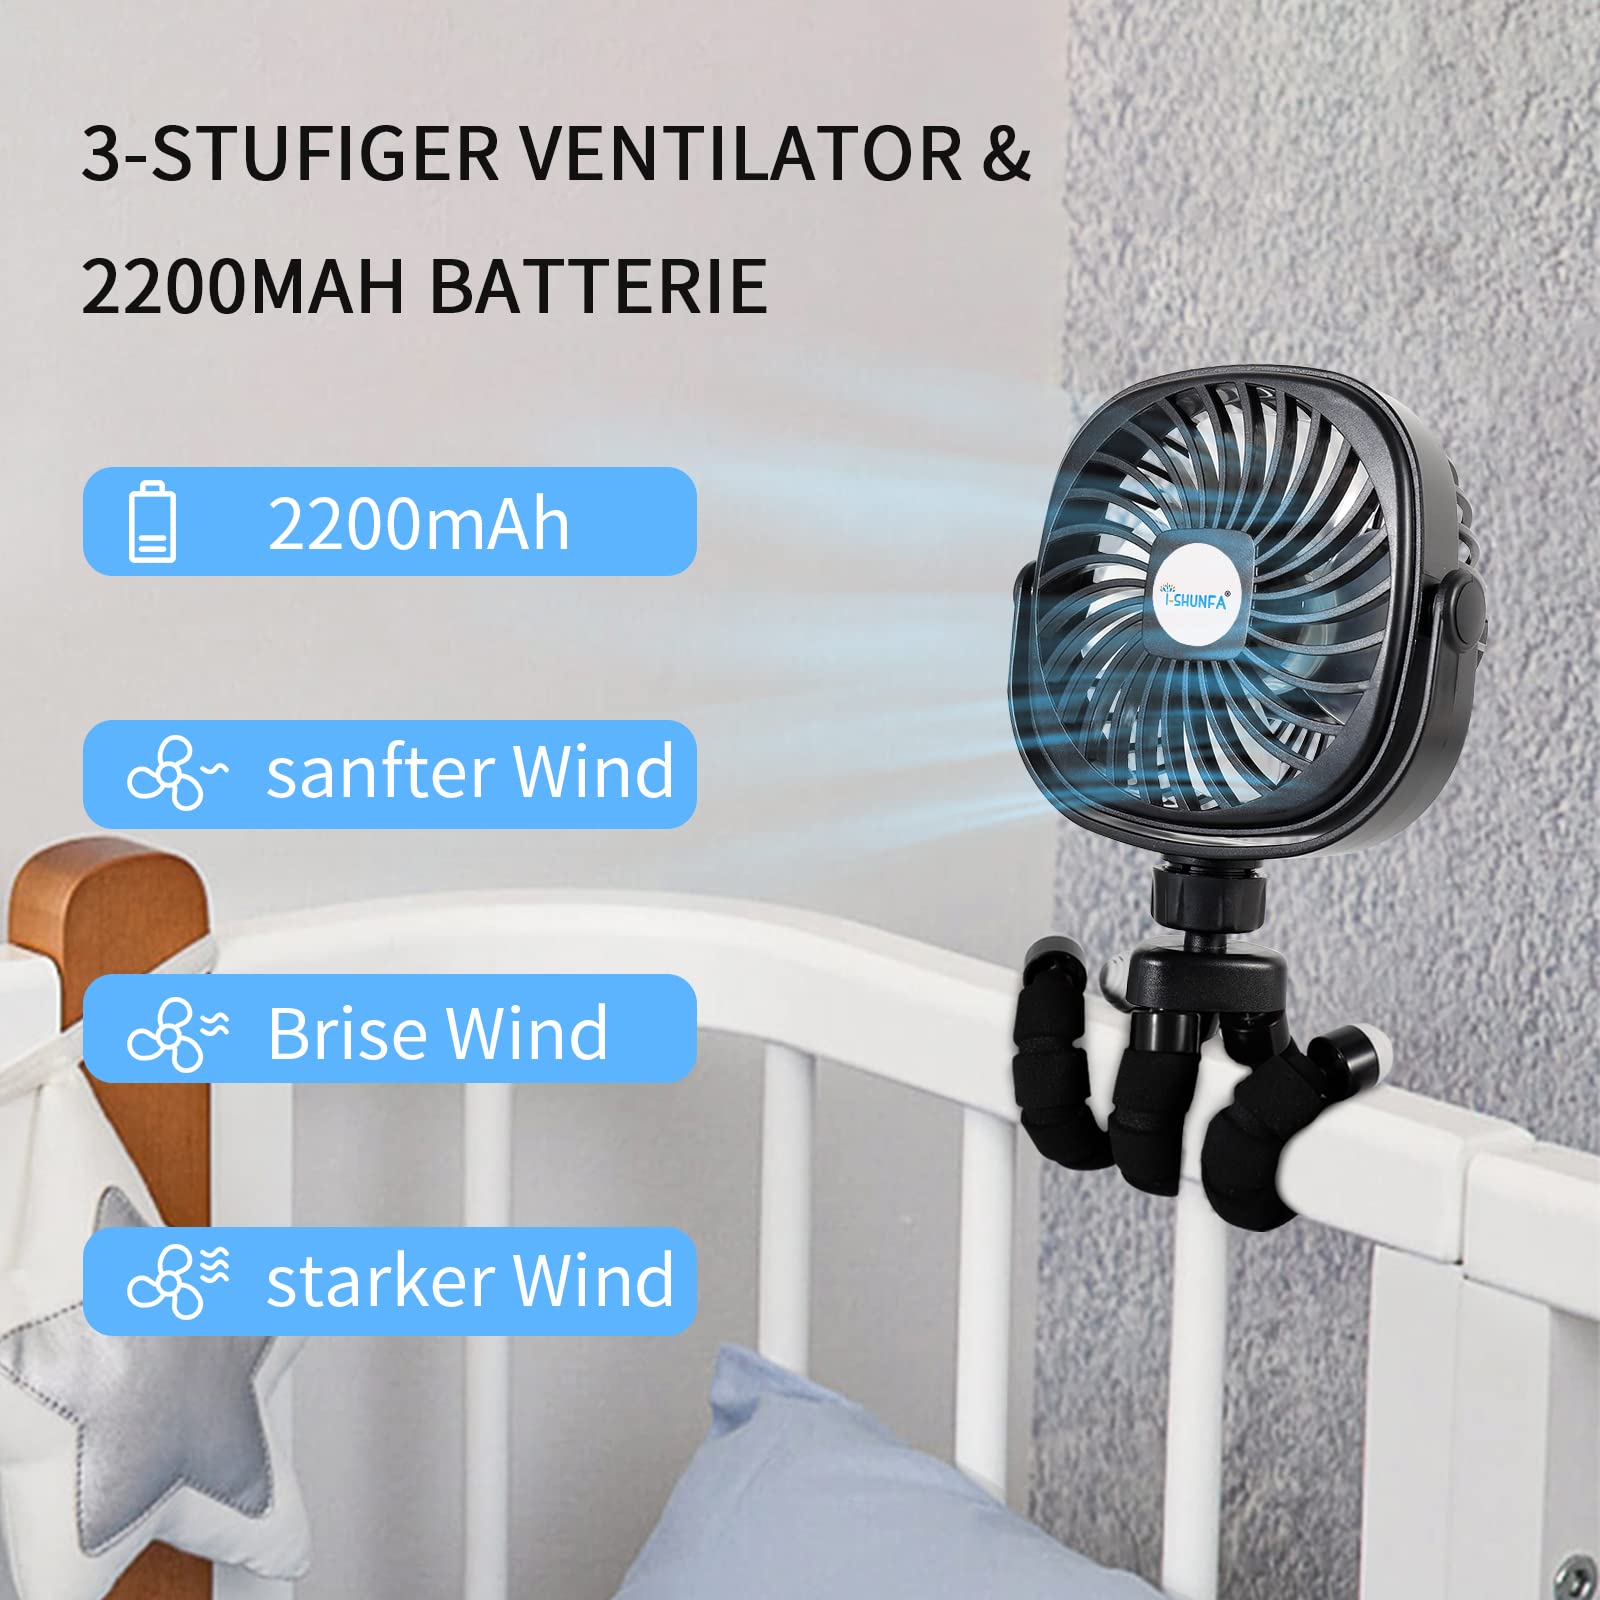 3-STUFIGER VENTILATOR &
2200MAH BATTERIE
2200mAh
sanfter Wind
Brise Wind
starker Wind
I-SHUNFA®